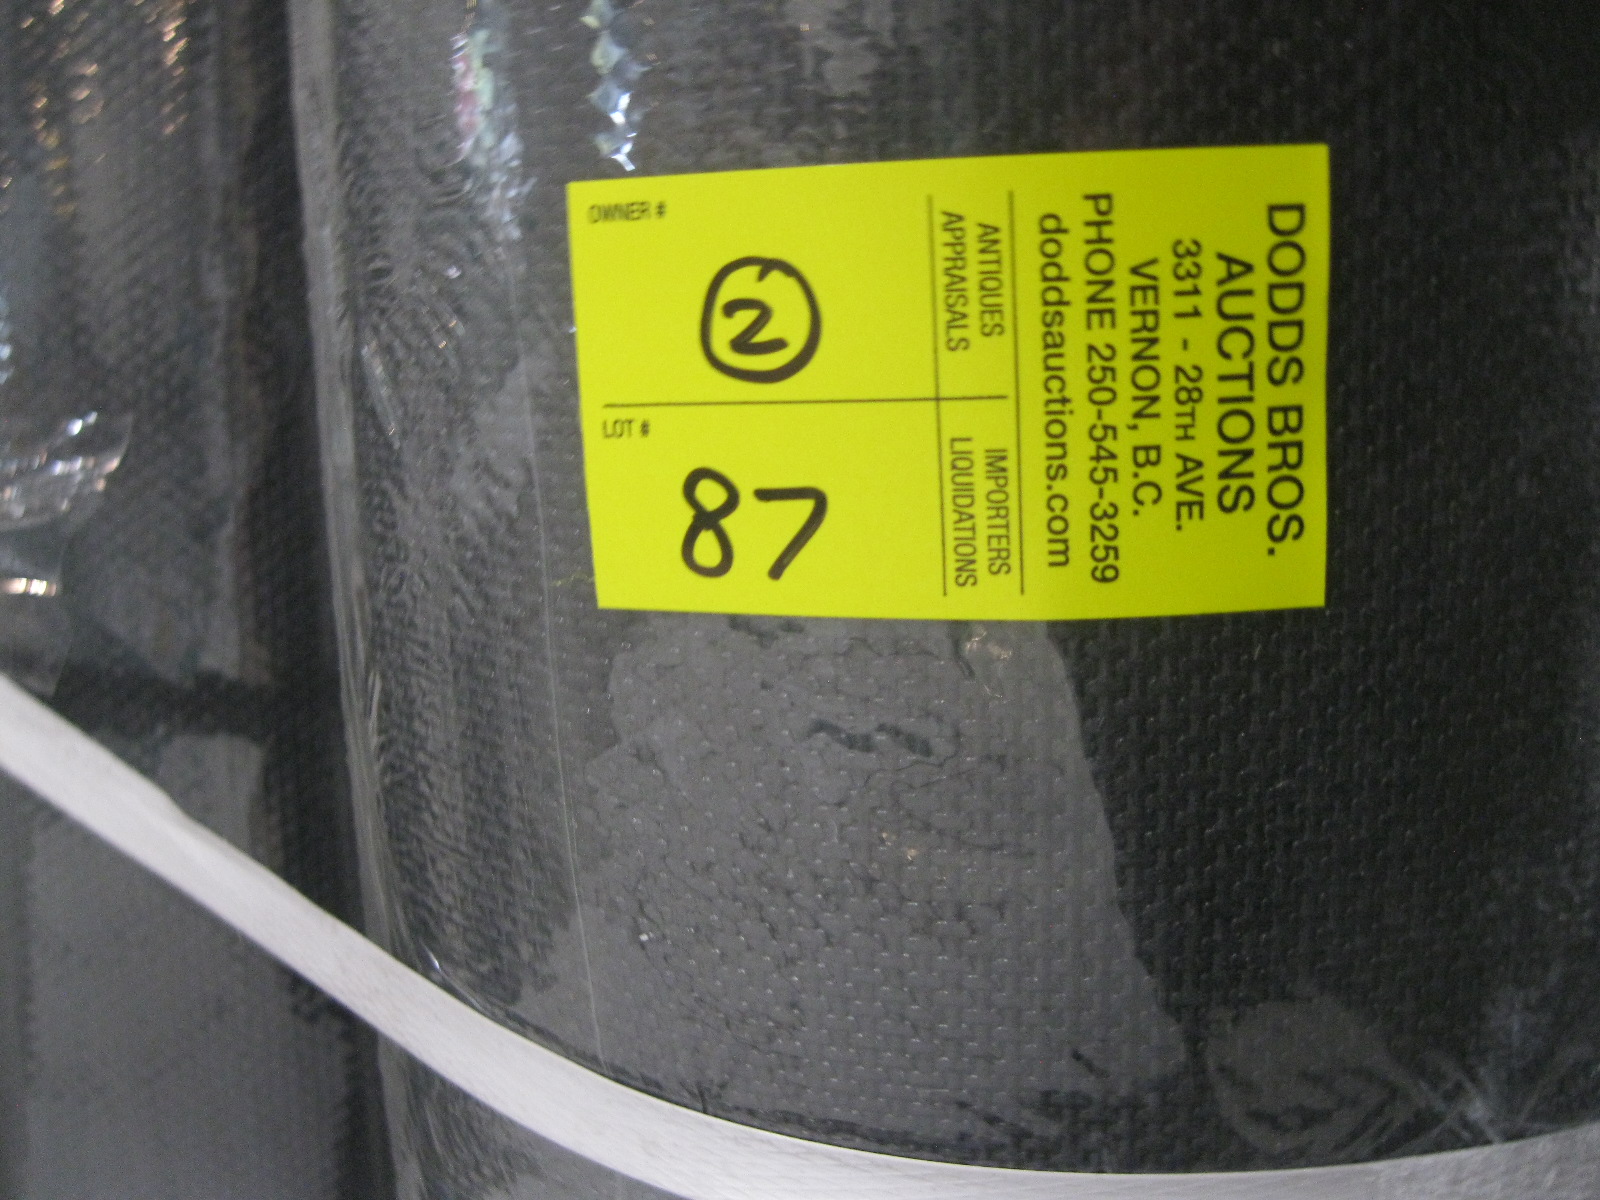 DODDS BROS.
AUCTIONS
3311 - 28TH AVE.
VERNON, B.C.
PHONE 250-545-3259
doddsauctions.com
ANTIQUES
APPRAISALS
IMPORTERS
LIQUIDATIONS
OWNER #
2
LOT #
87